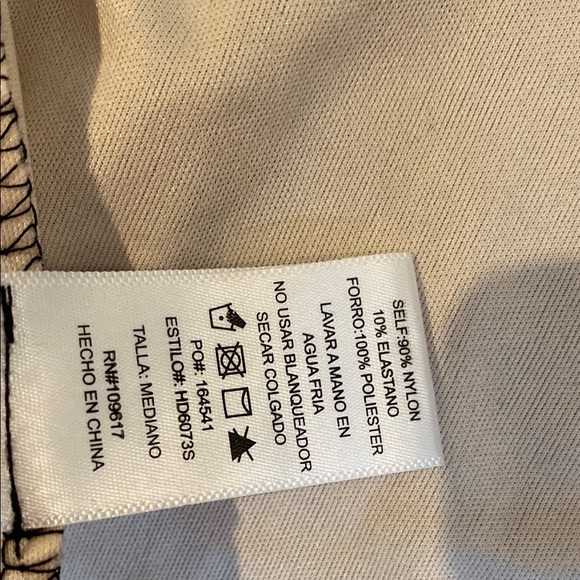 SELF:90% NYLON
10% ELASTANO
FORRO:100% POLIESTER
LAVAR A MANO EN
AGUA FRIA
NO USAR BLANQUEADOR
SECAR COLGADO
PO#: 164541
ESTILO#: HD6073S
TALLA: MEDIANO
RN#109617
HECHO EN CHINA